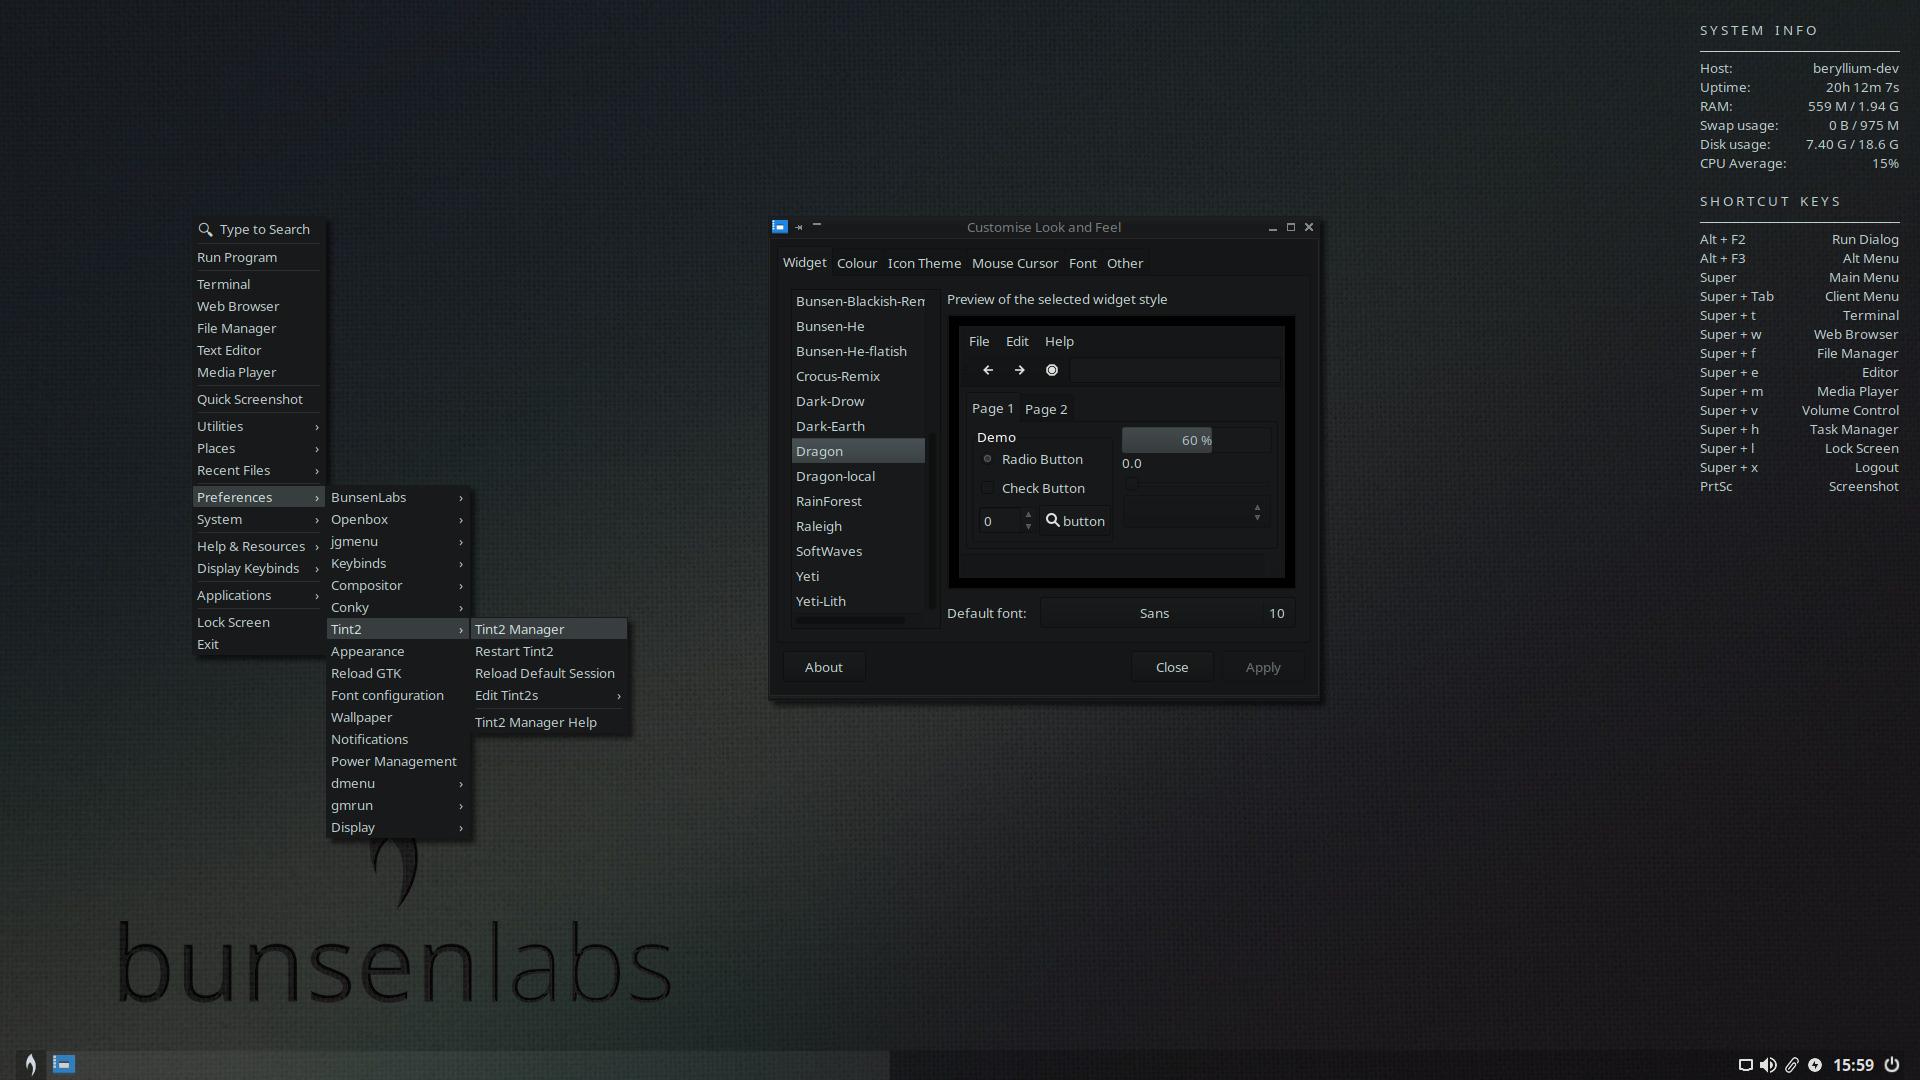 SYSTEM INFO
Host: beryllium-dev
Uptime: 20h 12m 7s
RAM: 559 M / 1.94 G
Swap usage: 0 B / 975 M
Disk usage: 7.40 G / 18.6 G
CPU Average: 15%
SHORTCUT KEYS
Alt + F2 Run Dialog
Alt + F3 Alt Menu
Super Main Menu
Super + Tab Client Menu
Super + t Terminal
Super + w Web Browser
Super + f File Manager
Super + e Editor
Super + m Media Player
Super + v Volume Control
Super + h Task Manager
Super + l Lock Screen
Super + x Logout
PrtSc Screenshot
Type to Search
Run Program
Terminal
Web Browser
File Manager
Text Editor
Media Player
Quick Screenshot
Utilities ›
Places ›
Recent Files ›
Preferences ›
System ›
Help & Resources ›
Display Keybinds ›
Applications ›
Lock Screen
Exit
BunsenLabs ›
Openbox ›
jgmenu ›
Keybinds ›
Compositor ›
Conky ›
Tint2 ›
Appearance
Reload GTK
Font configuration
Wallpaper
Notifications
Power Management
dmenu ›
gmrun ›
Display ›
Tint2 Manager
Restart Tint2
Reload Default Session
Edit Tint2s ›
Tint2 Manager Help
Customise Look and Feel
Widget Colour Icon Theme Mouse Cursor Font Other
Bunsen-Blackish-Rem
Bunsen-He
Bunsen-He-flatish
Crocus-Remix
Dark-Drow
Dark-Earth
Dragon
Dragon-local
RainForest
Raleigh
SoftWaves
Yeti
Yeti-Lith
Preview of the selected widget style
File Edit Help
Page 1 Page 2
Demo
Radio Button
Check Button
0 button
60 %
0.0
Default font: Sans 10
About Close Apply
bunsenlabs
15:59